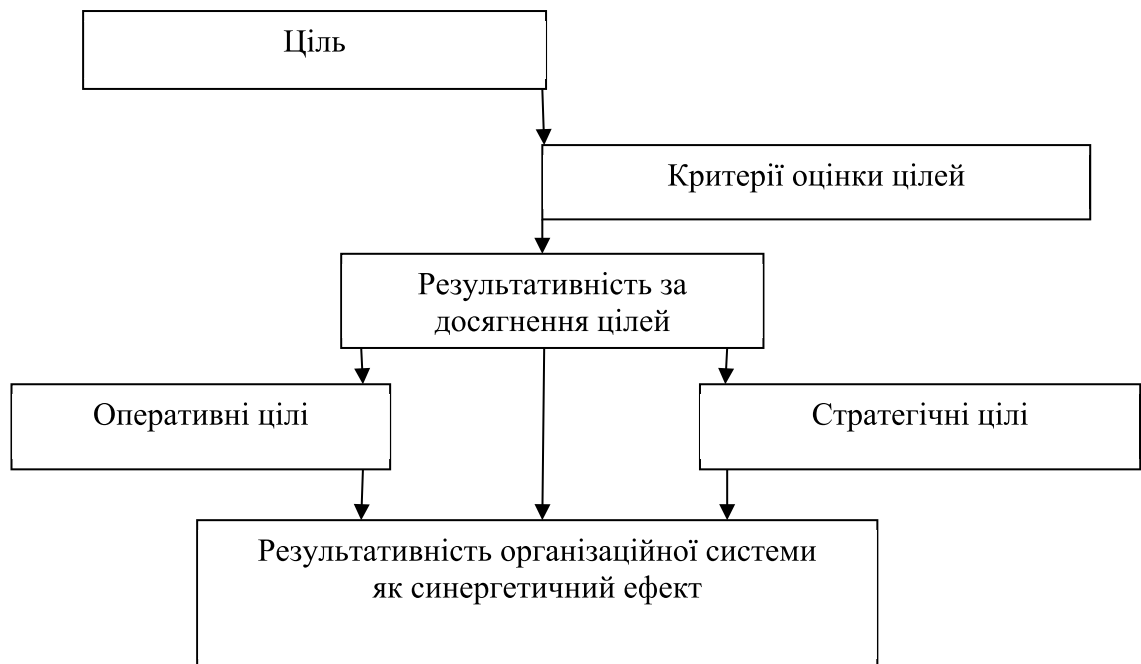 Ціль
Критерії оцінки цілей
Результативність за
досягнення цілей
Оперативні цілі
Стратегічні цілі
Результативність організаційної системи
як синергетичний ефект